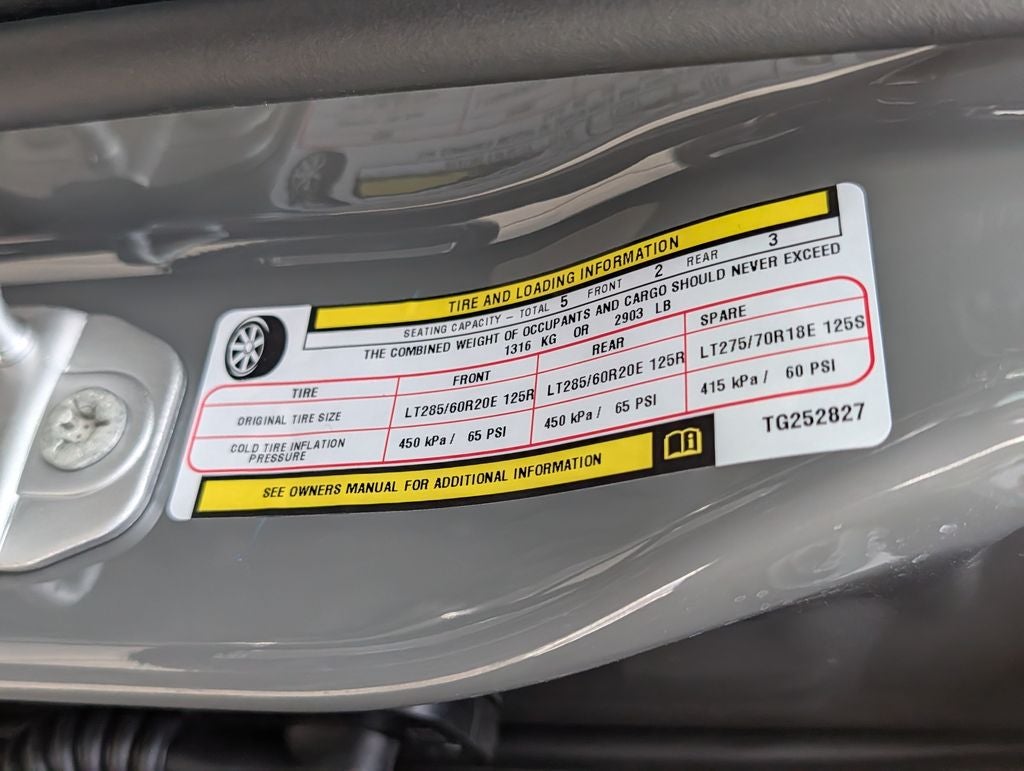 TIRE AND LOADING INFORMATION
SEATING CAPACITY – TOTAL 5 FRONT 2 REAR 3
THE COMBINED WEIGHT OF OCCUPANTS AND CARGO SHOULD NEVER EXCEED
1316 KG OR 2903 LB
TIRE FRONT REAR SPARE
ORIGINAL TIRE SIZE LT285/60R20E 125R LT285/60R20E 125R LT275/70R18E 125S
COLD TIRE INFLATION PRESSURE 450 kPa / 65 PSI 450 kPa / 65 PSI 415 kPa / 60 PSI
SEE OWNERS MANUAL FOR ADDITIONAL INFORMATION
TG252827